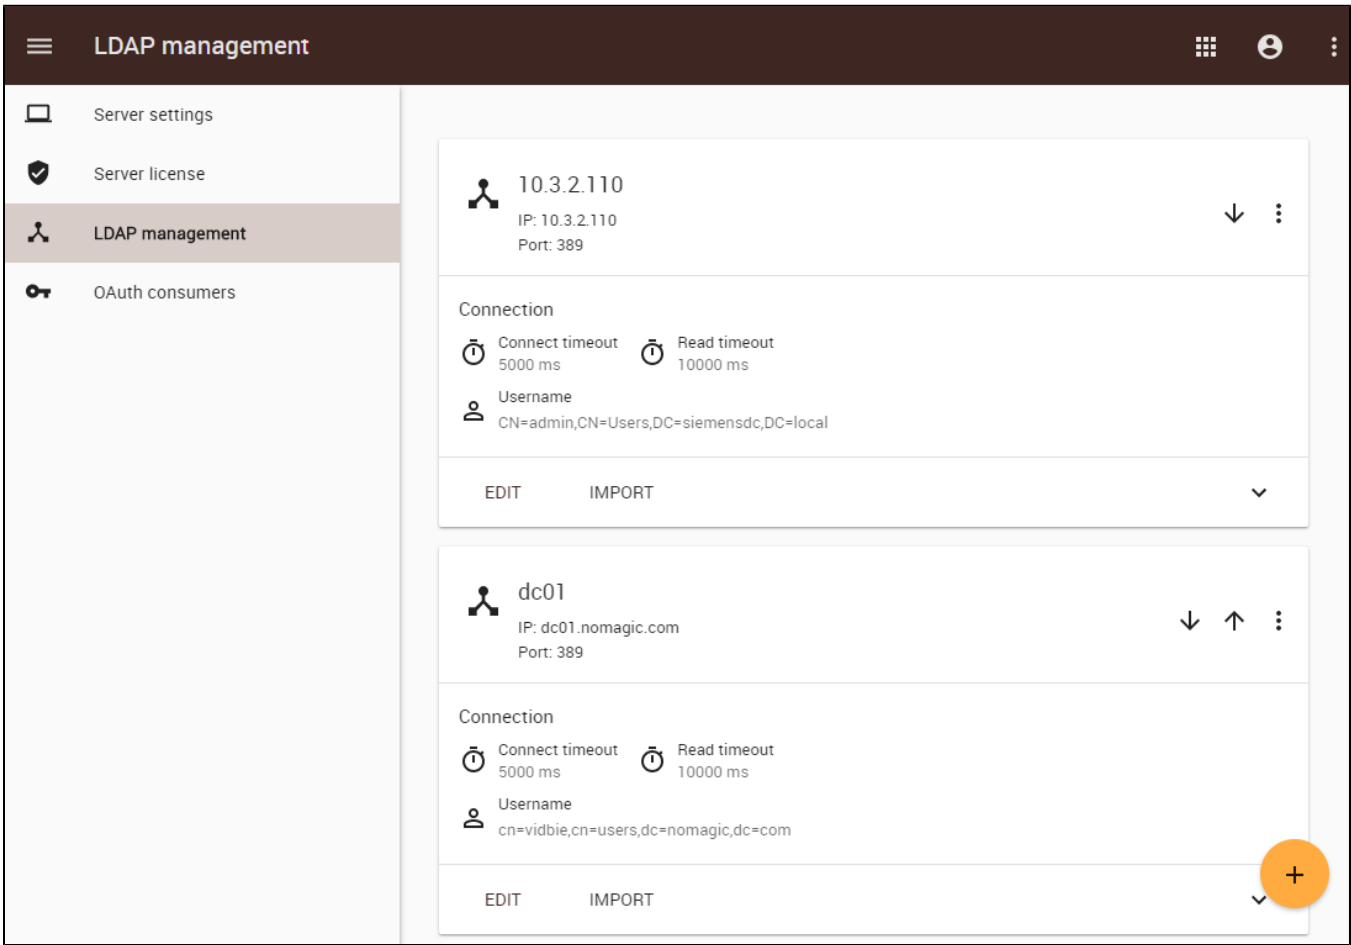 LDAP management
Server settings
Server license
LDAP management
OAuth consumers
10.3.2.110
IP: 10.3.2.110
Port: 389
Connection
Connect timeout
5000 ms
Read timeout
10000 ms
Username
CN=admin,CN=Users,DC=siemensdc,DC=local
EDIT IMPORT
dc01
IP: dc01.nomagic.com
Port: 389
Connection
Connect timeout
5000 ms
Read timeout
10000 ms
Username
cn=vidbie,cn=users,dc=nomagic,dc=com
EDIT IMPORT